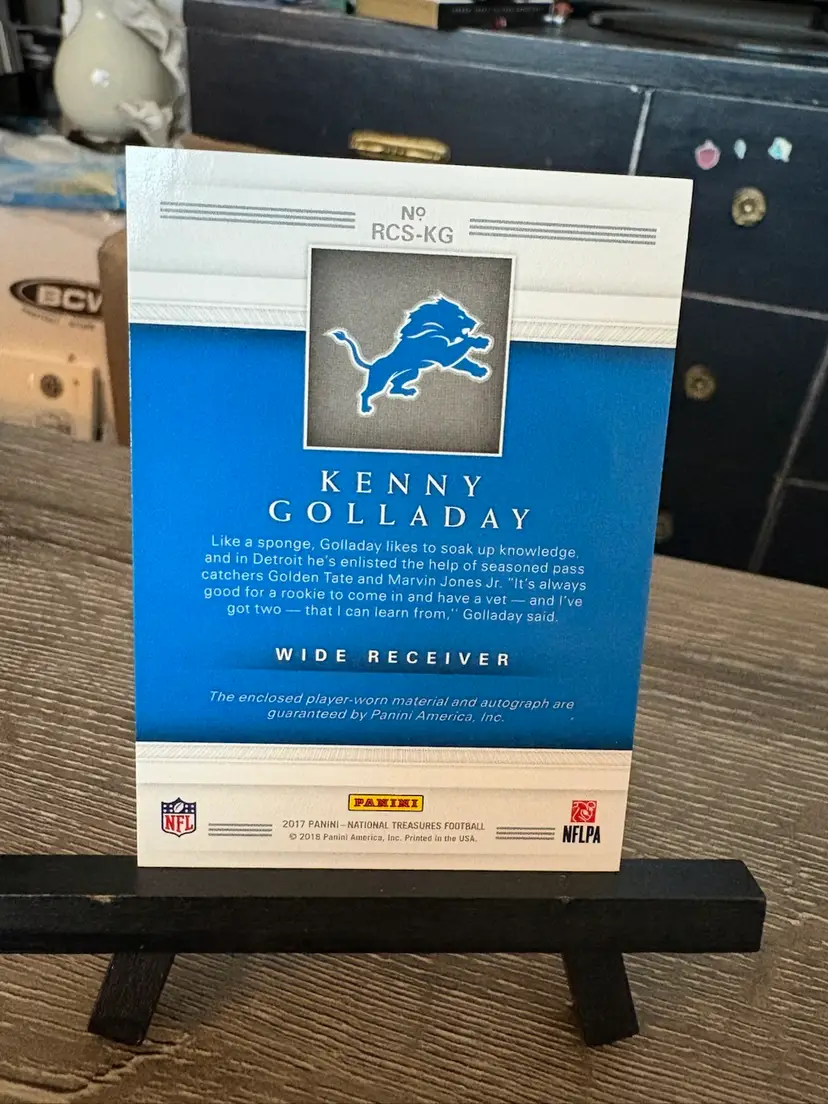 Nº
RCS-KG
BCW
KENNY
GOLLADAY
Like a sponge, Golladay likes to soak up knowledge,
and in Detroit he's enlisted the help of seasoned pass
catchers Golden Tate and Marvin Jones Jr. "It's always
good for a rookie to come in and have a vet — and I've
got two — that I can learn from," Golladay said.
WIDE RECEIVER
The enclosed player-worn material and autograph are
guaranteed by Panini America, Inc.
PANINI
NFL
2017 PANINI – NATIONAL TREASURES FOOTBALL
© 2018 Panini America, Inc. Printed in the USA.
NFLPA